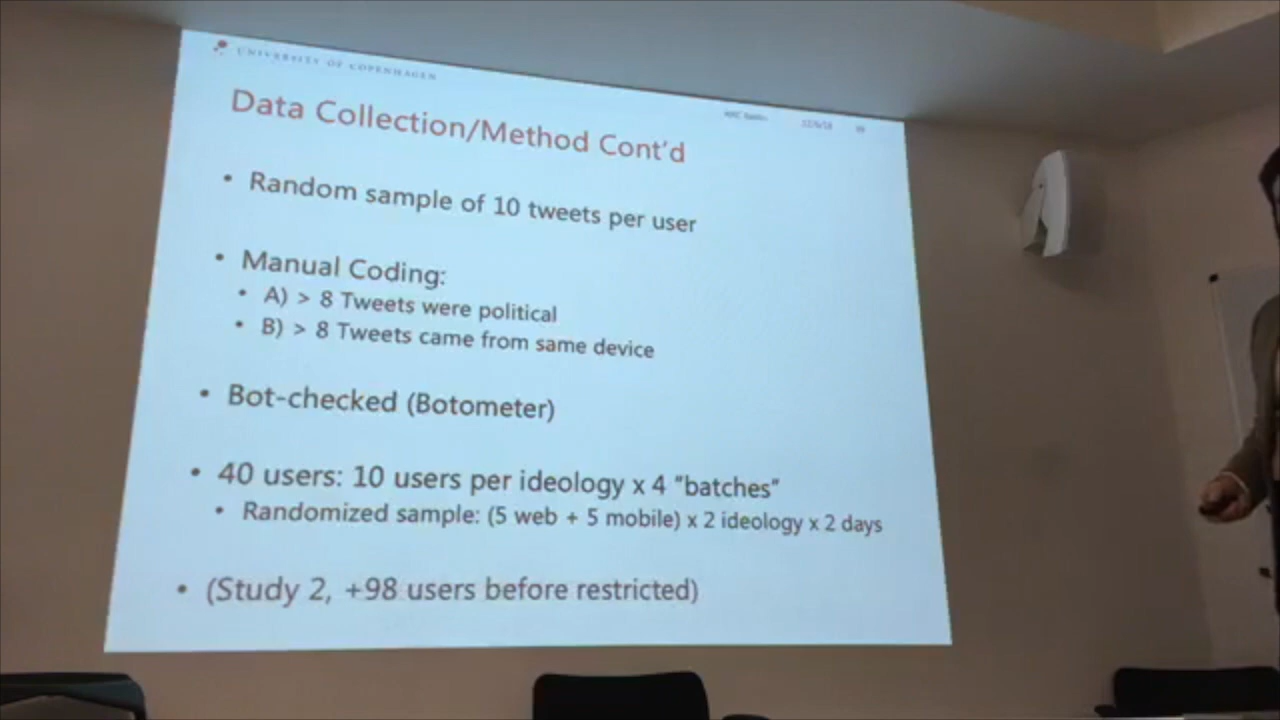 UNIVERSITY OF COPENHAGEN
Data Collection/Method Cont'd
• Random sample of 10 tweets per user
• Manual Coding:
• A) > 8 Tweets were political
• B) > 8 Tweets came from same device
• Bot-checked (Botometer)
• 40 users: 10 users per ideology x 4 "batches"
• Randomized sample: (5 web + 5 mobile) x 2 ideology x 2 days
• (Study 2, +98 users before restricted)